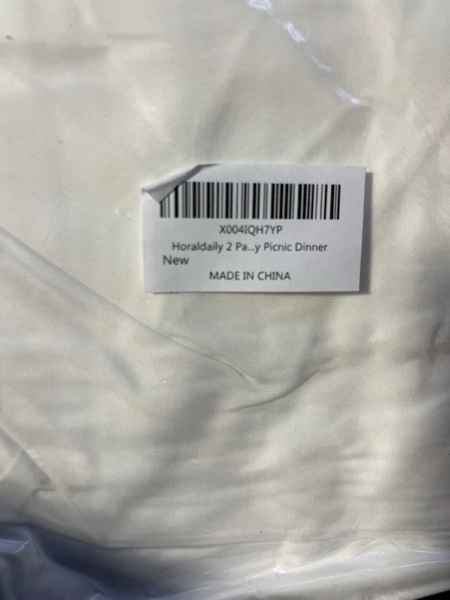 X004IQH7YP
Horaldaily 2 Pa...y Picnic Dinner
New
MADE IN CHINA